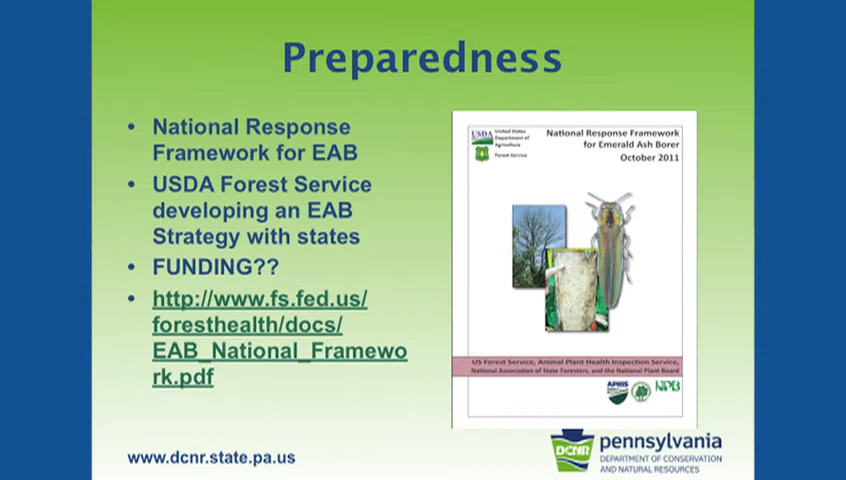 Preparedness
• National Response
Framework for EAB
• USDA Forest Service
developing an EAB
Strategy with states
• FUNDING??
• http://www.fs.fed.us/
foresthealth/docs/
EAB_National_Framewo
rk.pdf
USDA
United States
Department of
Agriculture
Forest Service
National Response Framework
for Emerald Ash Borer
October 2011
US Forest Service, Animal Plant Health Inspection Service,
National Association of State Foresters, and the National Plant Board
APHIS
NPB
www.dcnr.state.pa.us
DCNR
pennsylvania
DEPARTMENT OF CONSERVATION
AND NATURAL RESOURCES